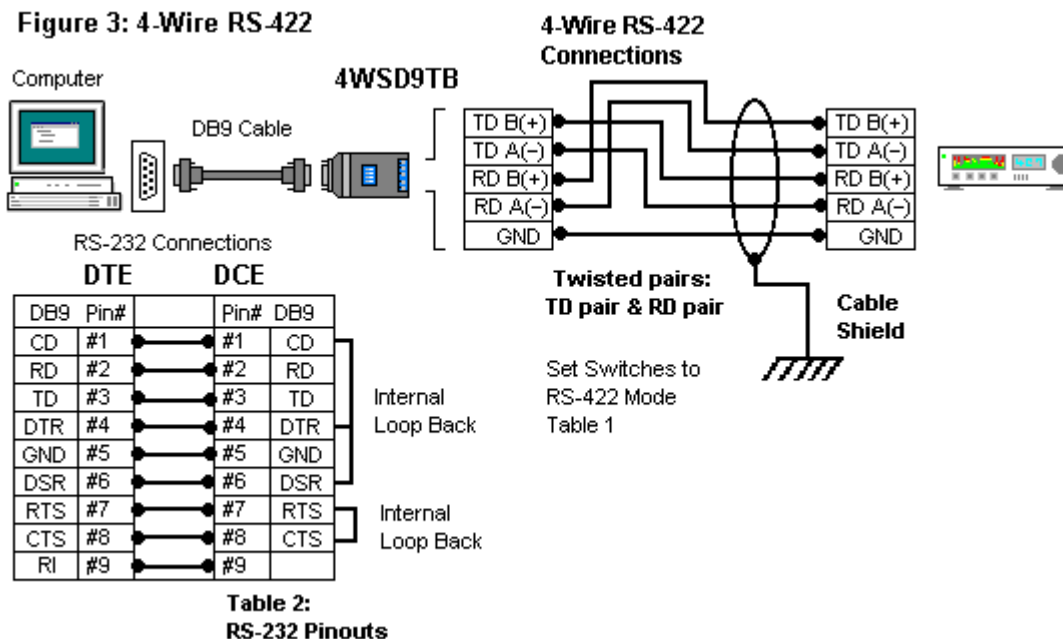 Figure 3: 4-Wire RS-422
4-Wire RS-422
Connections
Computer
4WSD9TB
DB9 Cable
TD B(+)
TD A(-)
RD B(+)
RD A(-)
GND
TD B(+)
TD A(-)
RD B(+)
RD A(-)
GND
RS-232 Connections
DTE DCE
DB9 Pin# Pin# DB9
CD #1 #1 CD
RD #2 #2 RD
TD #3 #3 TD
DTR #4 #4 DTR
GND #5 #5 GND
DSR #6 #6 DSR
RTS #7 #7 RTS
CTS #8 #8 CTS
RI #9 #9
Internal
Loop Back
Internal
Loop Back
Twisted pairs:
TD pair & RD pair
Cable
Shield
Set Switches to
RS-422 Mode
Table 1
Table 2:
RS-232 Pinouts